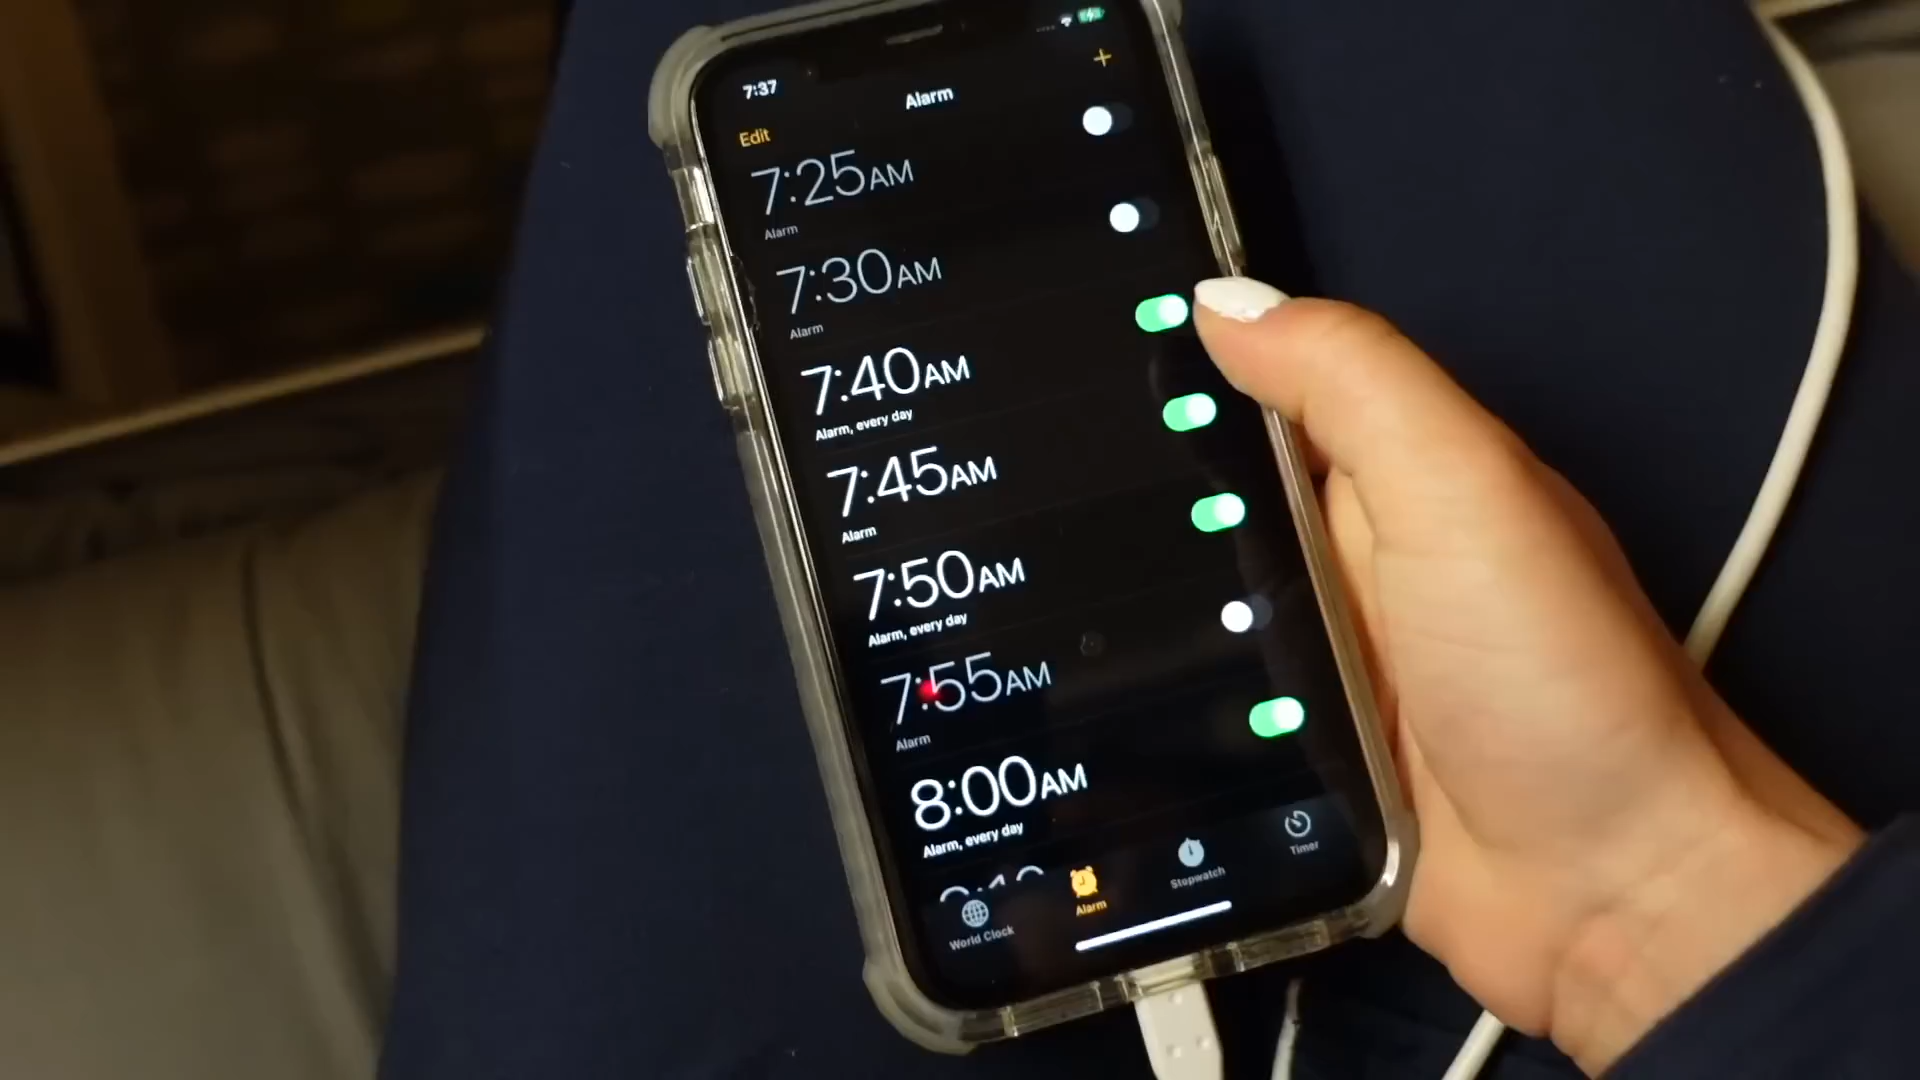 7:37
Alarm
+
Edit
7:25AM
Alarm
7:30AM
Alarm
7:40AM
Alarm, every day
7:45AM
Alarm
7:50AM
Alarm, every day
7:55AM
Alarm
8:00AM
Alarm, every day
World Clock
Alarm
Stopwatch
Timer